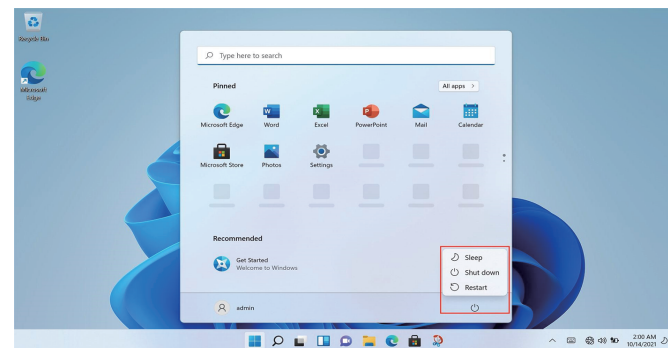 Recycle Bin
Microsoft
Edge
Type here to search
Pinned
All apps >
Microsoft Edge
Word
Excel
PowerPoint
Mail
Calendar
Microsoft Store
Photos
Settings
Recommended
Get Started
Welcome to Windows
Sleep
Shut down
Restart
admin
2:00 AM
10/14/2021